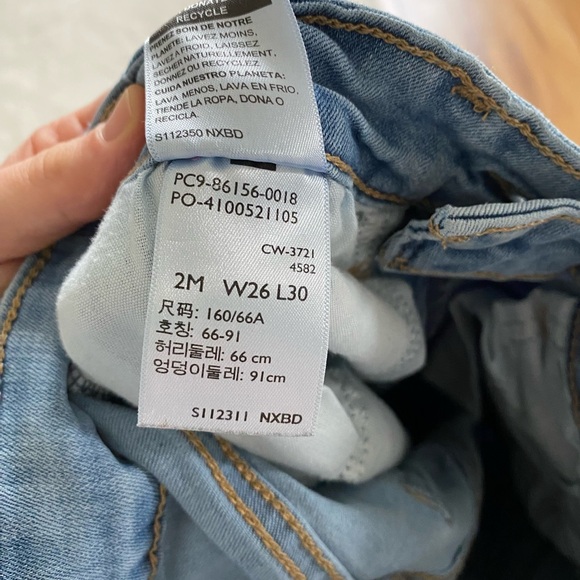 RECYCLE
PRENEZ SOIN DE NOTRE
PLANÈTE: LAVEZ MOINS,
LAVER À FROID, LAISSEZ
SÉCHER NATURELLEMENT,
DONNEZ OU RECYCLEZ.
CUIDA NUESTRO PLANETA:
LAVA MENOS, LAVA EN FRIO,
TIENDE LA ROPA, DONA O
RECICLA.
S112350 NXBD
PC9-86156-0018
PO-4100521105
CW-3721
4582
2M W26 L30
尺码: 160/66A
호칭: 66-91
허리둘레: 66 cm
엉덩이둘레: 91cm
S112311 NXBD